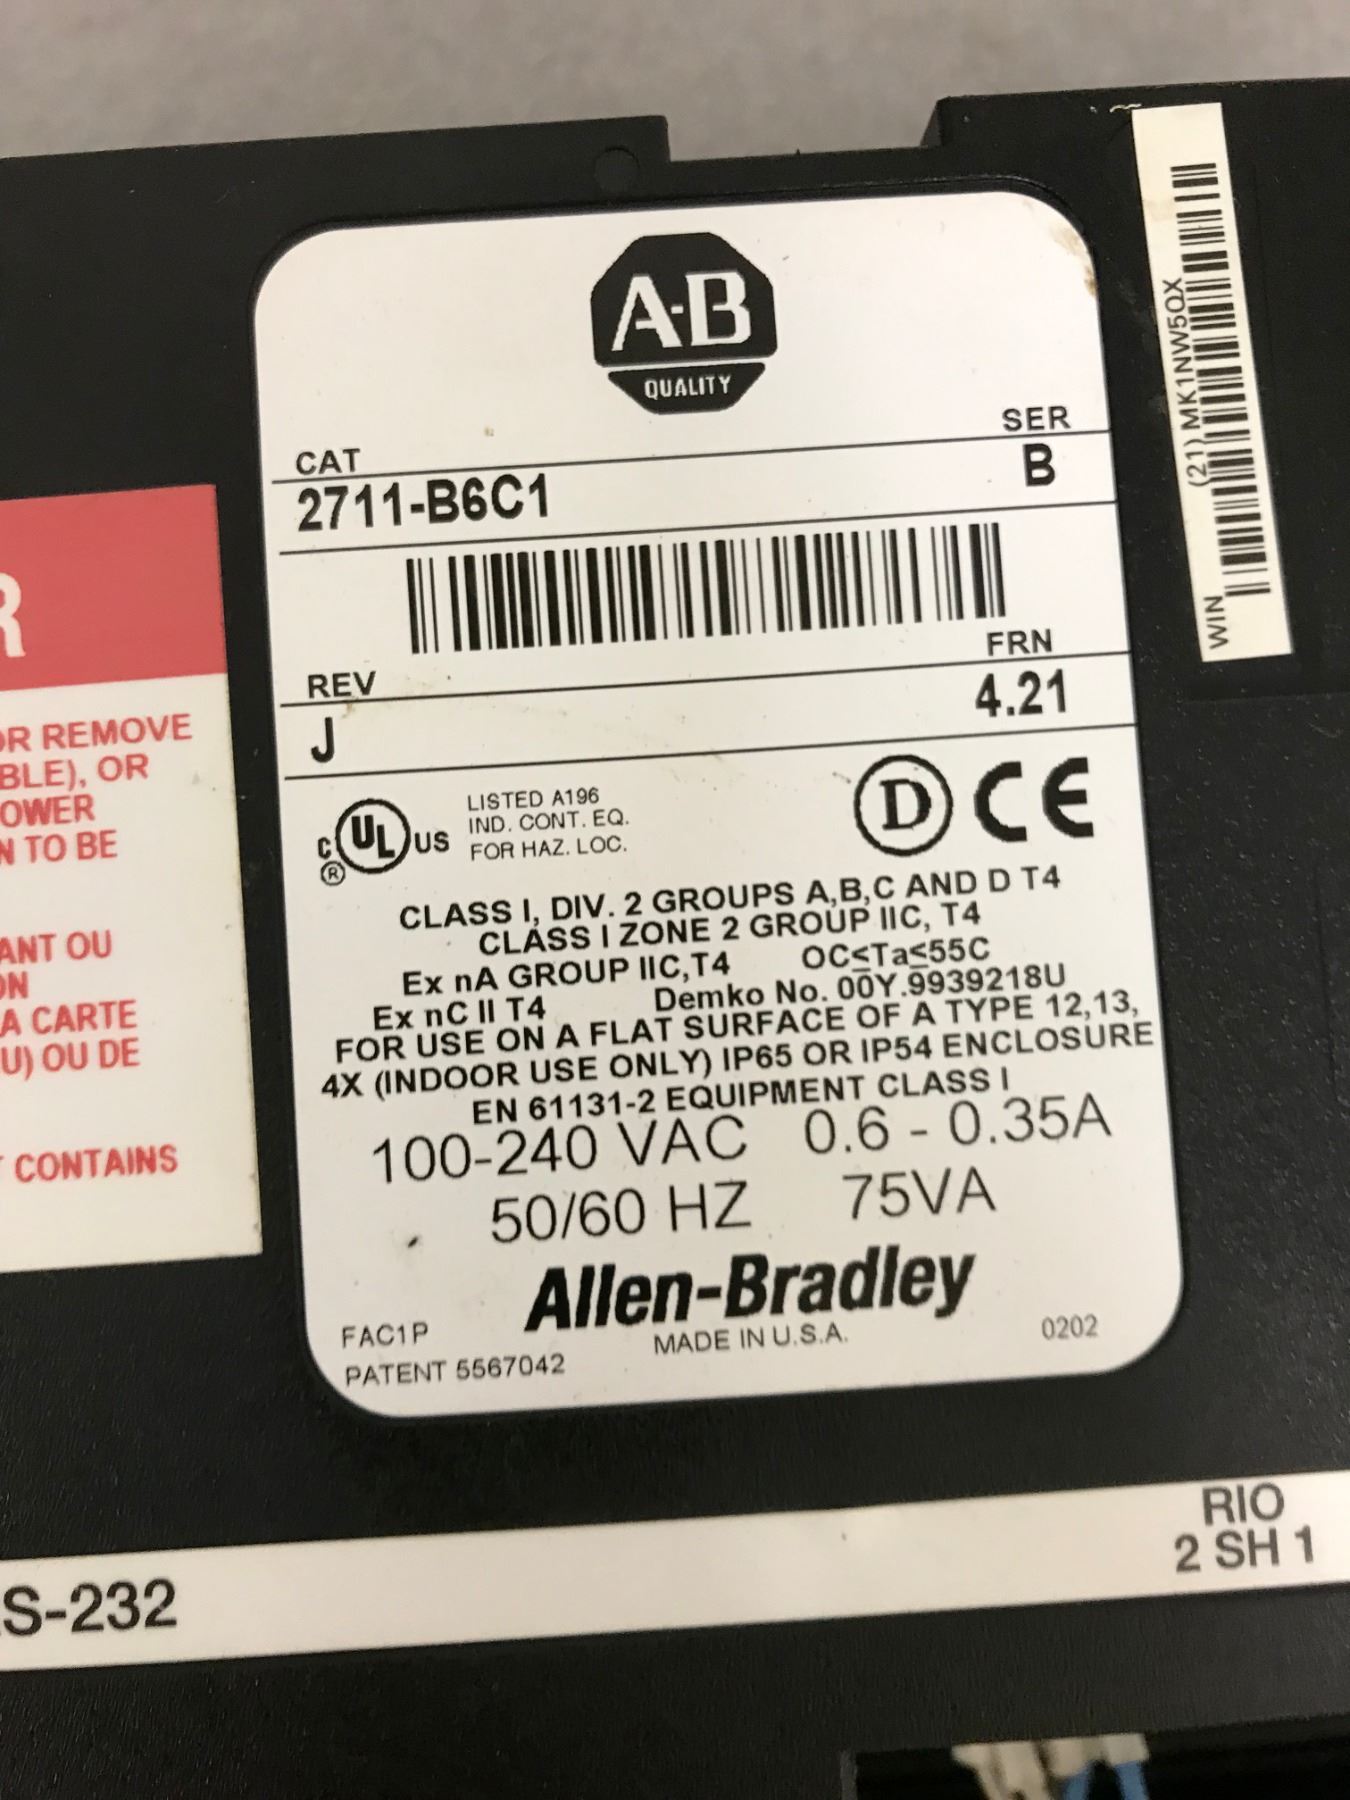 A-B
QUALITY
CAT
SER
2711-B6C1
B
REV
FRN
J
4.21
C UL US
®
LISTED A196
IND. CONT. EQ.
FOR HAZ. LOC.
D CE
CLASS I, DIV. 2 GROUPS A,B,C AND D T4
CLASS I ZONE 2 GROUP IIC, T4
Ex nA GROUP IIC,T4 OC≤Ta≤55C
Ex nC II T4 Demko No. 00Y.9939218U
FOR USE ON A FLAT SURFACE OF A TYPE 12,13,
4X (INDOOR USE ONLY) IP65 OR IP54 ENCLOSURE
EN 61131-2 EQUIPMENT CLASS I
100-240 VAC 0.6 - 0.35A
50/60 HZ 75VA
Allen-Bradley
MADE IN U.S.A.
FAC1P
0202
PATENT 5567042
WIN
(21) MK1NW5QX
R
OR REMOVE
BLE), OR
OWER
N TO BE
ANT OU
ON
A CARTE
U) OU DE
T CONTAINS
S-232
RIO
2 SH 1